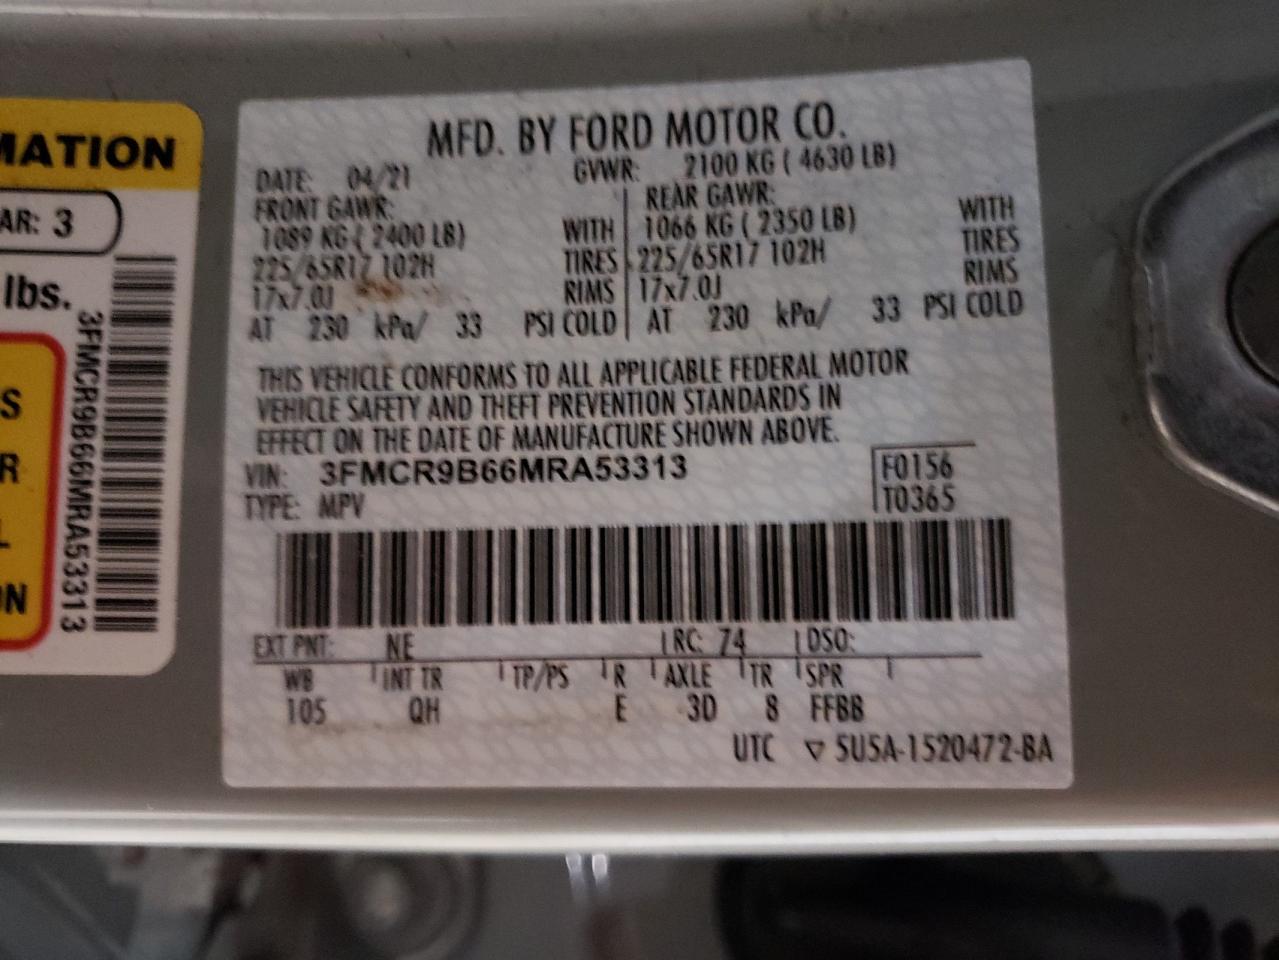 MATION
AR: 3
lbs.
S
R
L
ON
3FMCR9B66MRA53313
MFD. BY FORD MOTOR CO.
DATE: 04/21 GVWR: 2100 KG ( 4630 LB)
FRONT GAWR: REAR GAWR:
1089 KG ( 2400 LB) WITH 1066 KG ( 2350 LB) WITH
225/65R17 102H TIRES 225/65R17 102H TIRES
17x7.0J RIMS 17x7.0J RIMS
AT 230 kPa/ 33 PSI COLD AT 230 kPa/ 33 PSI COLD
THIS VEHICLE CONFORMS TO ALL APPLICABLE FEDERAL MOTOR
VEHICLE SAFETY AND THEFT PREVENTION STANDARDS IN
EFFECT ON THE DATE OF MANUFACTURE SHOWN ABOVE.
VIN: 3FMCR9B66MRA53313 F0156
TYPE: MPV T0365
EXT PNT: NE RC: 74 DSO:
WB INT TR TP/PS R AXLE TR SPR
105 QH E 3D 8 FFBB
UTC ▽ 5U5A-1520472-BA